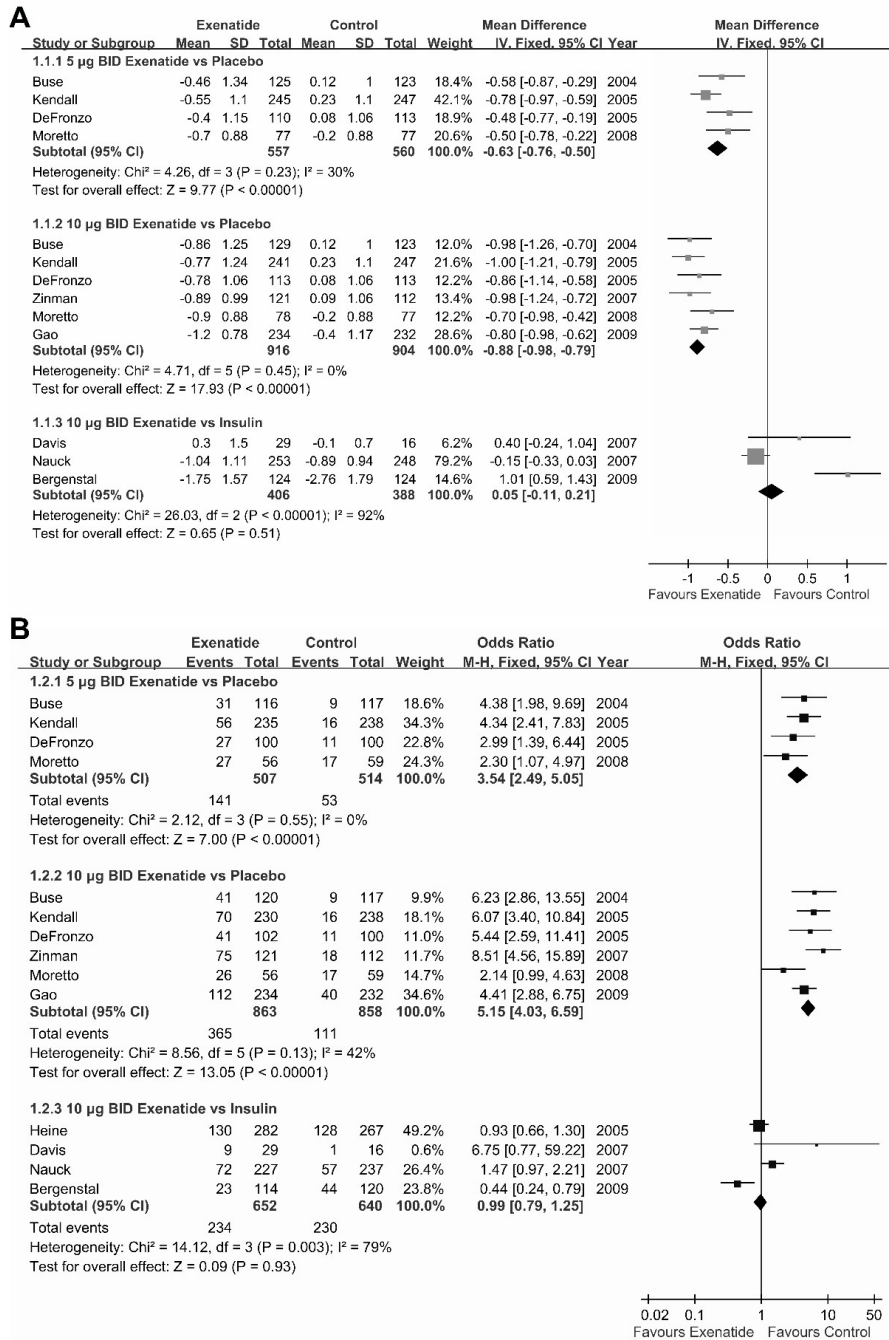 A
Exenatide Control Mean Difference Mean Difference
Study or Subgroup Mean SD Total Mean SD Total Weight IV. Fixed. 95% CI Year IV. Fixed. 95% CI
1.1.1 5 µg BID Exenatide vs Placebo
Buse -0.46 1.34 125 0.12 1 123 18.4% -0.58 [-0.87, -0.29] 2004
Kendall -0.55 1.1 245 0.23 1.1 247 42.1% -0.78 [-0.97, -0.59] 2005
DeFronzo -0.4 1.15 110 0.08 1.06 113 18.9% -0.48 [-0.77, -0.19] 2005
Moretto -0.7 0.88 77 -0.2 0.88 77 20.6% -0.50 [-0.78, -0.22] 2008
Subtotal (95% CI) 557 560 100.0% -0.63 [-0.76, -0.50]
Heterogeneity: Chi² = 4.26, df = 3 (P = 0.23); I² = 30%
Test for overall effect: Z = 9.77 (P < 0.00001)
1.1.2 10 µg BID Exenatide vs Placebo
Buse -0.86 1.25 129 0.12 1 123 12.0% -0.98 [-1.26, -0.70] 2004
Kendall -0.77 1.24 241 0.23 1.1 247 21.6% -1.00 [-1.21, -0.79] 2005
DeFronzo -0.78 1.06 113 0.08 1.06 113 12.2% -0.86 [-1.14, -0.58] 2005
Zinman -0.89 0.99 121 0.09 1.06 112 13.4% -0.98 [-1.24, -0.72] 2007
Moretto -0.9 0.88 78 -0.2 0.88 77 12.2% -0.70 [-0.98, -0.42] 2008
Gao -1.2 0.78 234 -0.4 1.17 232 28.6% -0.80 [-0.98, -0.62] 2009
Subtotal (95% CI) 916 904 100.0% -0.88 [-0.98, -0.79]
Heterogeneity: Chi² = 4.71, df = 5 (P = 0.45); I² = 0%
Test for overall effect: Z = 17.93 (P < 0.00001)
1.1.3 10 µg BID Exenatide vs Insulin
Davis 0.3 1.5 29 -0.1 0.7 16 6.2% 0.40 [-0.24, 1.04] 2007
Nauck -1.04 1.11 253 -0.89 0.94 248 79.2% -0.15 [-0.33, 0.03] 2007
Bergenstal -1.75 1.57 124 -2.76 1.79 124 14.6% 1.01 [0.59, 1.43] 2009
Subtotal (95% CI) 406 388 100.0% 0.05 [-0.11, 0.21]
Heterogeneity: Chi² = 26.03, df = 2 (P < 0.00001); I² = 92%
Test for overall effect: Z = 0.65 (P = 0.51)
-1 -0.5 0 0.5 1
Favours Exenatide Favours Control
B
Exenatide Control Odds Ratio Odds Ratio
Study or Subgroup Events Total Events Total Weight M-H, Fixed, 95% CI Year M-H, Fixed, 95% CI
1.2.1 5 µg BID Exenatide vs Placebo
Buse 31 116 9 117 18.6% 4.38 [1.98, 9.69] 2004
Kendall 56 235 16 238 34.3% 4.34 [2.41, 7.83] 2005
DeFronzo 27 100 11 100 22.8% 2.99 [1.39, 6.44] 2005
Moretto 27 56 17 59 24.3% 2.30 [1.07, 4.97] 2008
Subtotal (95% CI) 507 514 100.0% 3.54 [2.49, 5.05]
Total events 141 53
Heterogeneity: Chi² = 2.12, df = 3 (P = 0.55); I² = 0%
Test for overall effect: Z = 7.00 (P < 0.00001)
1.2.2 10 µg BID Exenatide vs Placebo
Buse 41 120 9 117 9.9% 6.23 [2.86, 13.55] 2004
Kendall 70 230 16 238 18.1% 6.07 [3.40, 10.84] 2005
DeFronzo 41 102 11 100 11.0% 5.44 [2.59, 11.41] 2005
Zinman 75 121 18 112 11.7% 8.51 [4.56, 15.89] 2007
Moretto 26 56 17 59 14.7% 2.14 [0.99, 4.63] 2008
Gao 112 234 40 232 34.6% 4.41 [2.88, 6.75] 2009
Subtotal (95% CI) 863 858 100.0% 5.15 [4.03, 6.59]
Total events 365 111
Heterogeneity: Chi² = 8.56, df = 5 (P = 0.13); I² = 42%
Test for overall effect: Z = 13.05 (P < 0.00001)
1.2.3 10 µg BID Exenatide vs Insulin
Heine 130 282 128 267 49.2% 0.93 [0.66, 1.30] 2005
Davis 9 29 1 16 0.6% 6.75 [0.77, 59.22] 2007
Nauck 72 227 57 237 26.4% 1.47 [0.97, 2.21] 2007
Bergenstal 23 114 44 120 23.8% 0.44 [0.24, 0.79] 2009
Subtotal (95% CI) 652 640 100.0% 0.99 [0.79, 1.25]
Total events 234 230
Heterogeneity: Chi² = 14.12, df = 3 (P = 0.003); I² = 79%
Test for overall effect: Z = 0.09 (P = 0.93)
0.02 0.1 1 10 50
Favours Exenatide Favours Control